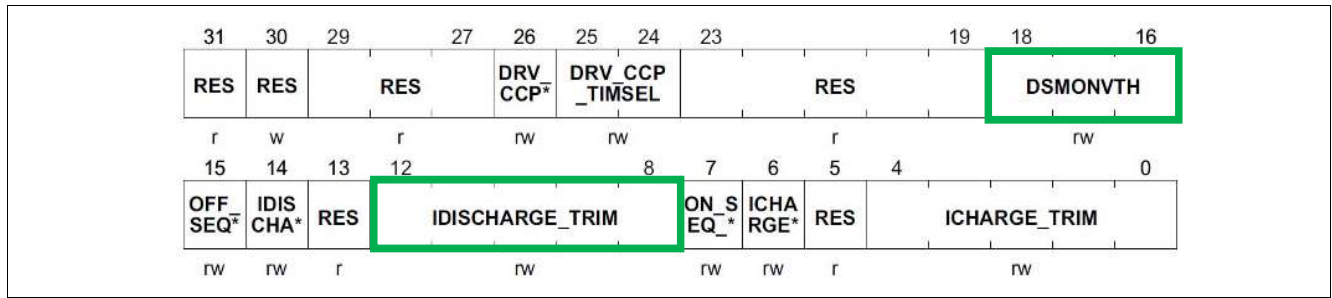 31 30 29 27 26 25 24 23 19 18 16
RES RES RES DRV_ DRV_CCP RES DSMONVTH
CCP* _TIMSEL
r w r rw rw r rw
15 14 13 12 8 7 6 5 4 0
OFF_ IDIS RES IDISCHARGE_TRIM ON_S ICHA RES ICHARGE_TRIM
SEQ* CHA* EQ_* RGE*
rw rw r rw rw rw r rw